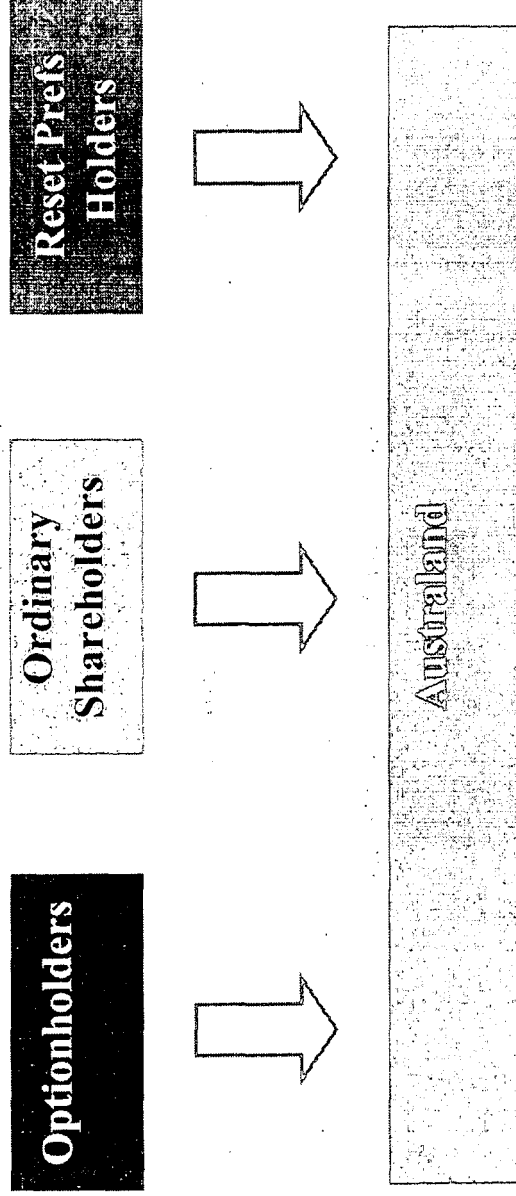 Optionholders
Ordinary
Shareholders
Reset Prefs
Holders
Australand